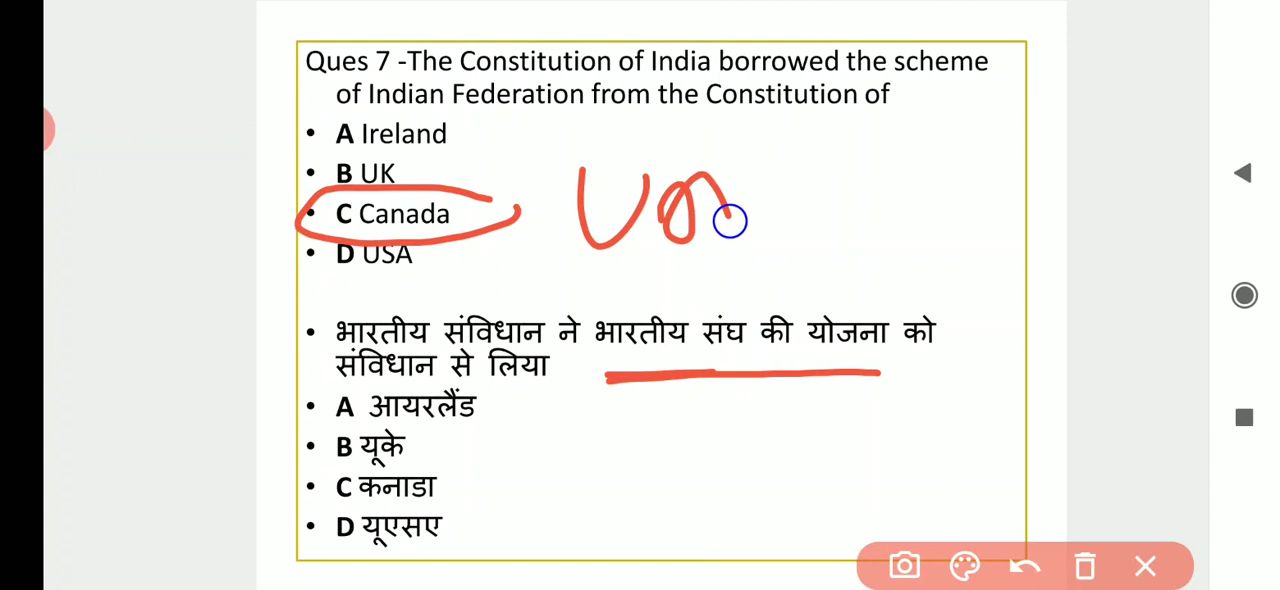 Ques 7 -The Constitution of India borrowed the scheme
of Indian Federation from the Constitution of
• A Ireland
• B UK
• C Canada
• D USA
• भारतीय संविधान ने भारतीय संघ की योजना को
संविधान से लिया
• A आयरलैंड
• B यूके
• C कनाडा
• D यूएसए